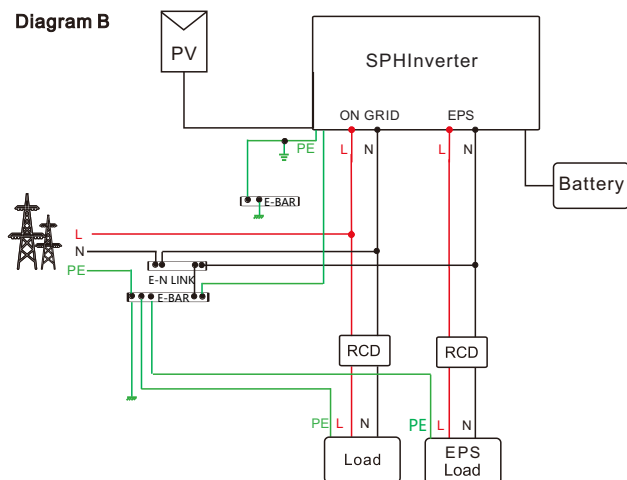 Diagram B
PV
SPHInverter
ON GRID
EPS
PE
L
N
L
N
E-BAR
Battery
L
N
PE
E-N LINK
E-BAR
RCD
RCD
PE
L
N
PE
L
N
Load
EPS
Load